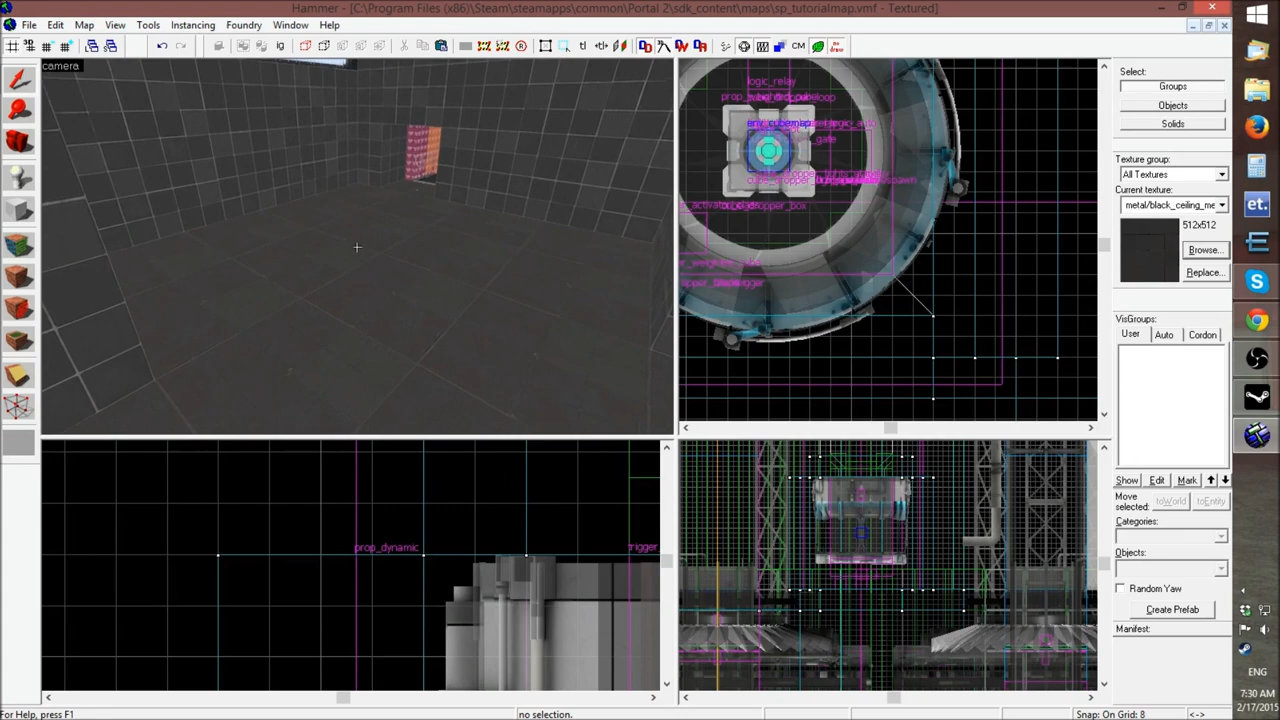 Hammer - [C:\Program Files (x86)\Steam\steamapps\common\Portal 2\sdk_content\maps\sp_tutorialmap.vmf - Textured]
File Edit Map View Tools Instancing Foundry Window Help
CM
camera
logic_relay
prop_dynamic
trigger
Select:
Groups
Objects
Solids
Texture group:
All Textures
Current texture:
metal/black_ceiling_me
512x512
Browse...
Replace...
VisGroups:
User Auto Cordon
Show Edit Mark
Move selected:
toWorld toEntity
Categories:
Objects:
Random Yaw
Create Prefab
Manifest:
et.
ENG
7:30 AM
2/17/2015
For Help, press F1
no selection.
Snap: On Grid: 8
<->